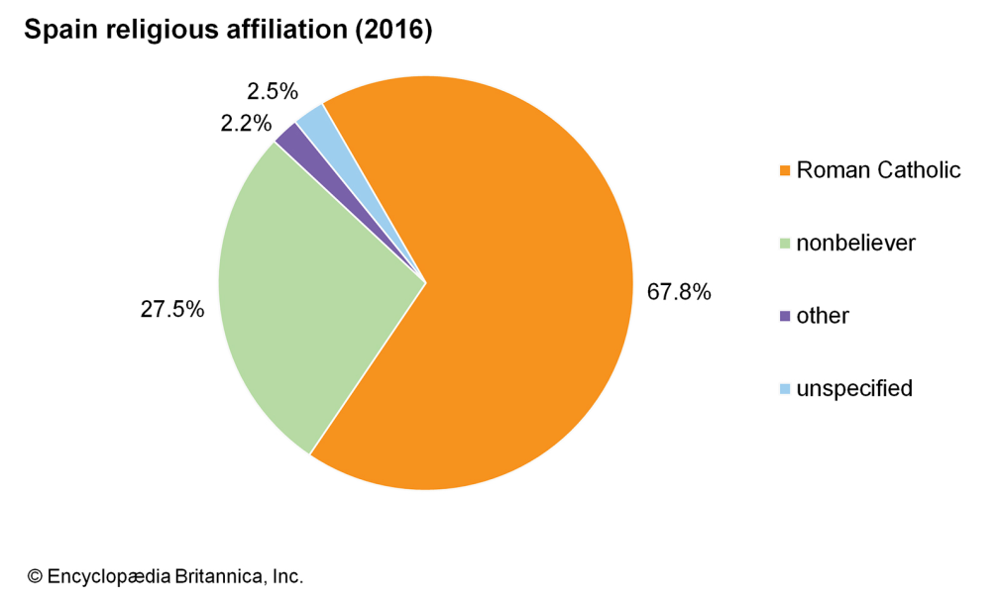 Spain religious affiliation (2016)
2.5%
2.2%
27.5%
67.8%
Roman Catholic
nonbeliever
other
unspecified
© Encyclopædia Britannica, Inc.